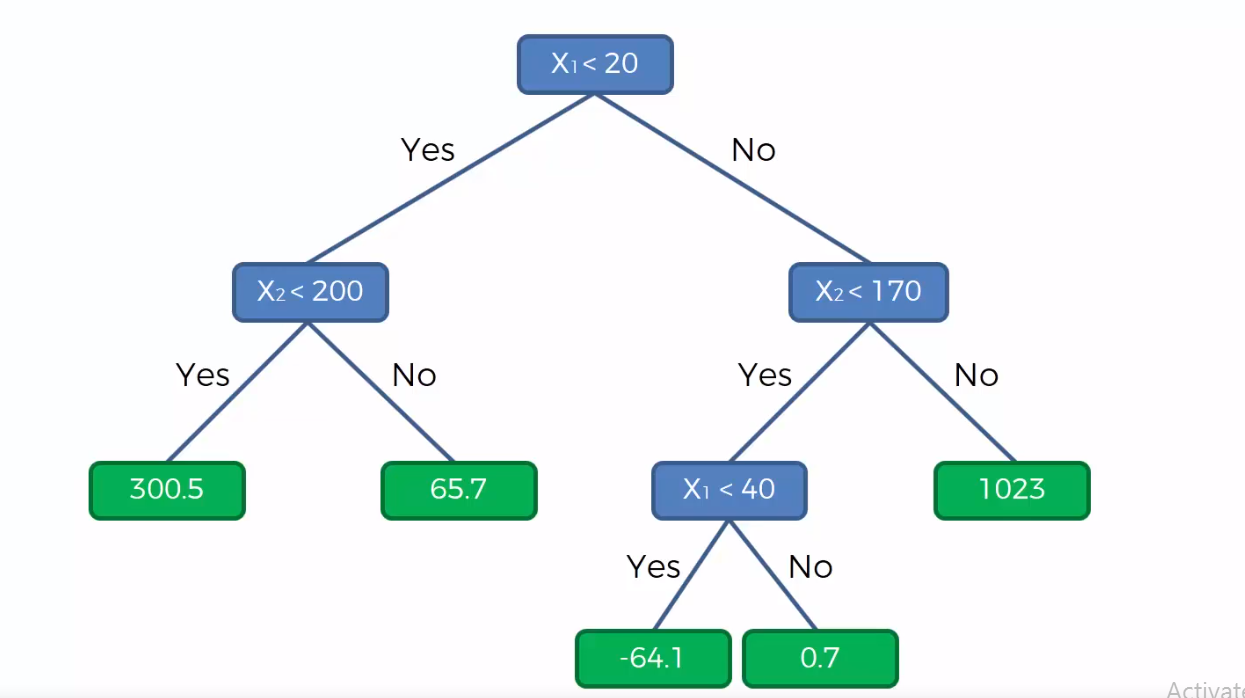 X₁ < 20
Yes
No
X₂ < 200
X₂ < 170
Yes
No
Yes
No
300.5
65.7
X₁ < 40
1023
Yes
No
-64.1
0.7